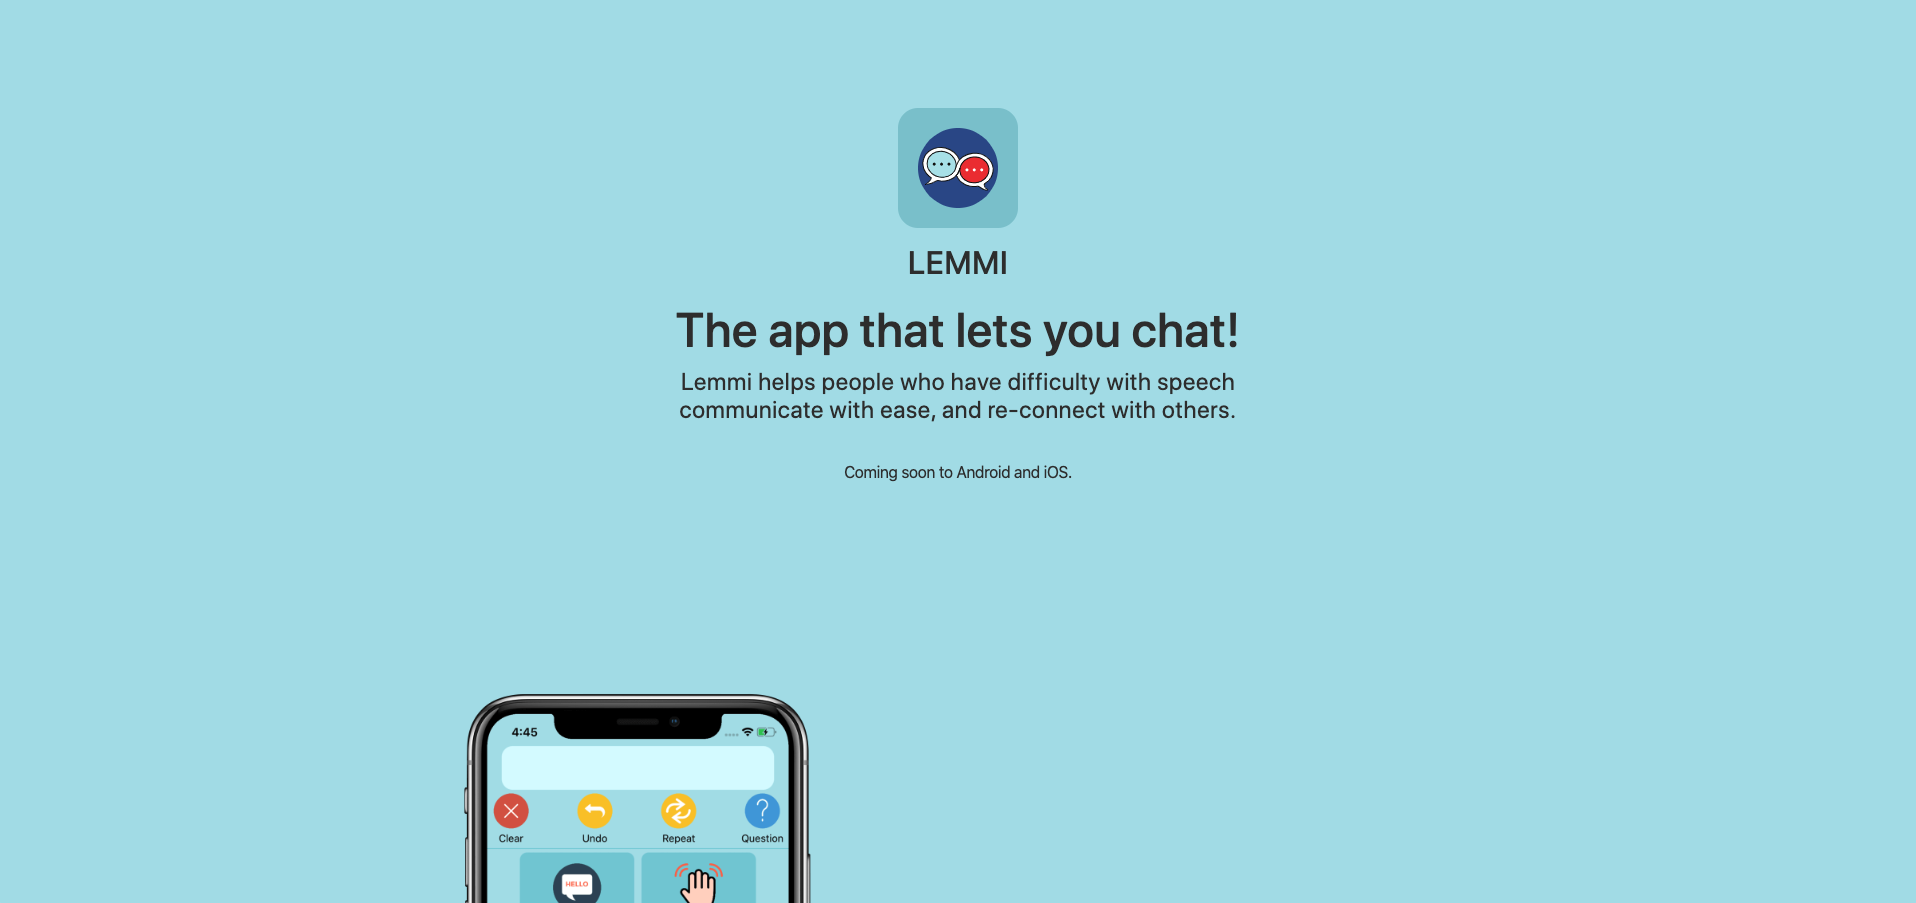 LEMMI
The app that lets you chat!
Lemmi helps people who have difficulty with speech
communicate with ease, and re-connect with others.
Coming soon to Android and iOS.
4:45
Clear Undo Repeat Question
HELLO